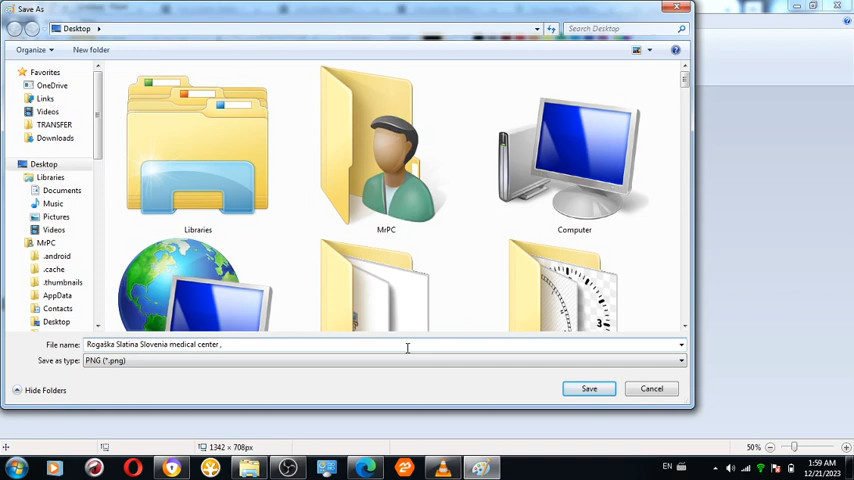 Save As
Desktop
Search Desktop
Organize
New folder
Favorites
OneDrive
Links
Videos
TRANSFER
Downloads
Desktop
Libraries
Documents
Music
Pictures
Videos
MrPC
.android
.cache
.thumbnails
AppData
Contacts
Desktop
Libraries
MrPC
Computer
3
File name: Rogaška Slatina Slovenia medical center ,
Save as type: PNG (*.png)
Hide Folders
Save
Cancel
1342 × 708px
50%
EN
1:59 AM
12/21/2023